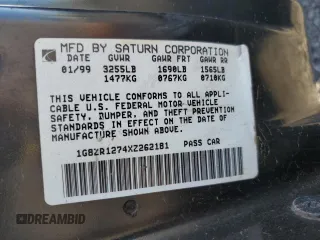 MFD BY SATURN CORPORATION
DATE GVWR GAWR FRT GAWR RR
01/99 3255LB 1690LB 1565LB
1477KG 0767KG 0710KG
THIS VEHICLE CONFORMS TO ALL APPLI-
CABLE U.S. FEDERAL MOTOR VEHICLE
SAFETY, BUMPER, AND THEFT PREVENTION
STANDARDS IN EFFECT ON THE DATE OF
MANUFACTURE SHOWN ABOVE.
1G8ZR1274XZ262181 PASS CAR
DREAMBID